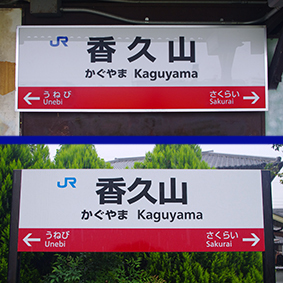 JR 香久山
かぐやま Kaguyama
← うねび さくらい →
Unebi Sakurai
JR 香久山
かぐやま Kaguyama
← うねび さくらい →
Unebi Sakurai